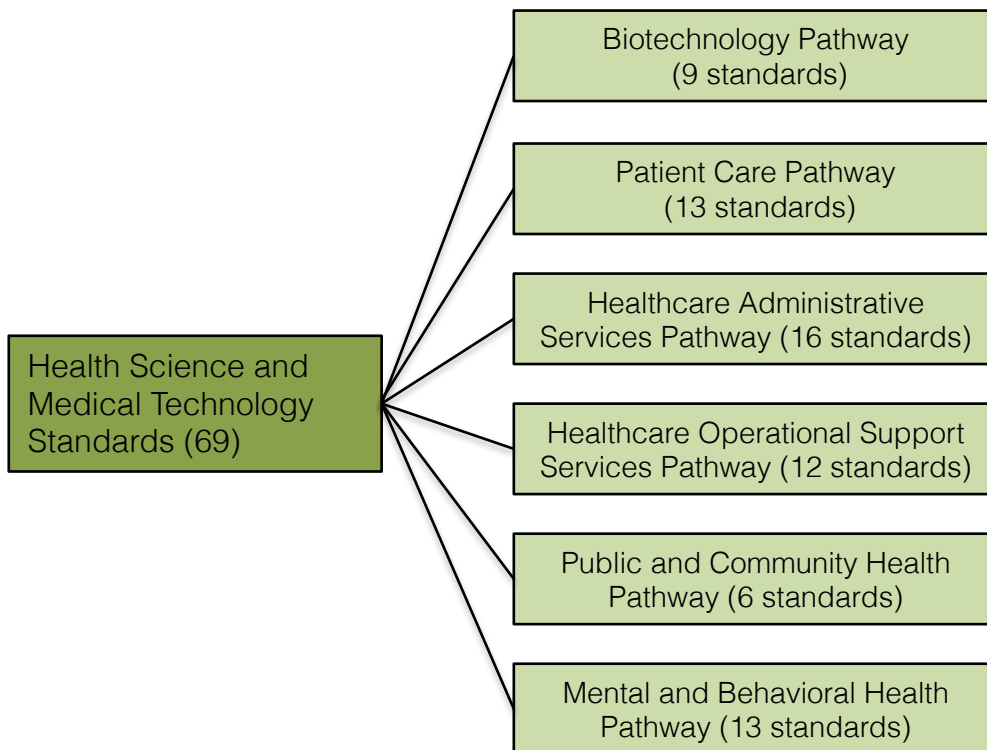 Biotechnology Pathway
(9 standards)
Patient Care Pathway
(13 standards)
Healthcare Administrative
Services Pathway (16 standards)
Health Science and
Medical Technology
Standards (69)
Healthcare Operational Support
Services Pathway (12 standards)
Public and Community Health
Pathway (6 standards)
Mental and Behavioral Health
Pathway (13 standards)